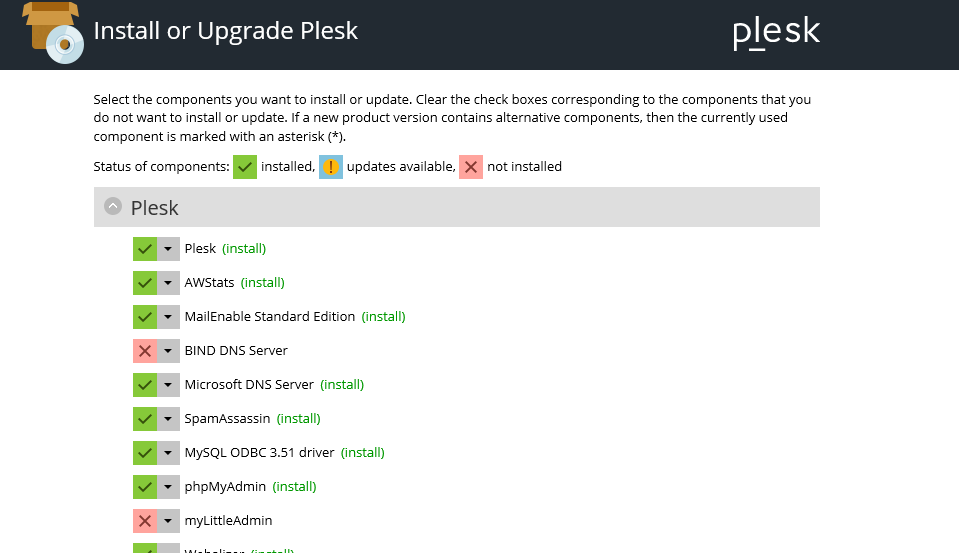 Install or Upgrade Plesk
plesk
Select the components you want to install or update. Clear the check boxes corresponding to the components that you
do not want to install or update. If a new product version contains alternative components, then the currently used
component is marked with an asterisk (*).
Status of components: installed, updates available, not installed
Plesk
Plesk (install)
AWStats (install)
MailEnable Standard Edition (install)
BIND DNS Server
Microsoft DNS Server (install)
SpamAssassin (install)
MySQL ODBC 3.51 driver (install)
phpMyAdmin (install)
myLittleAdmin
Webalizer (install)